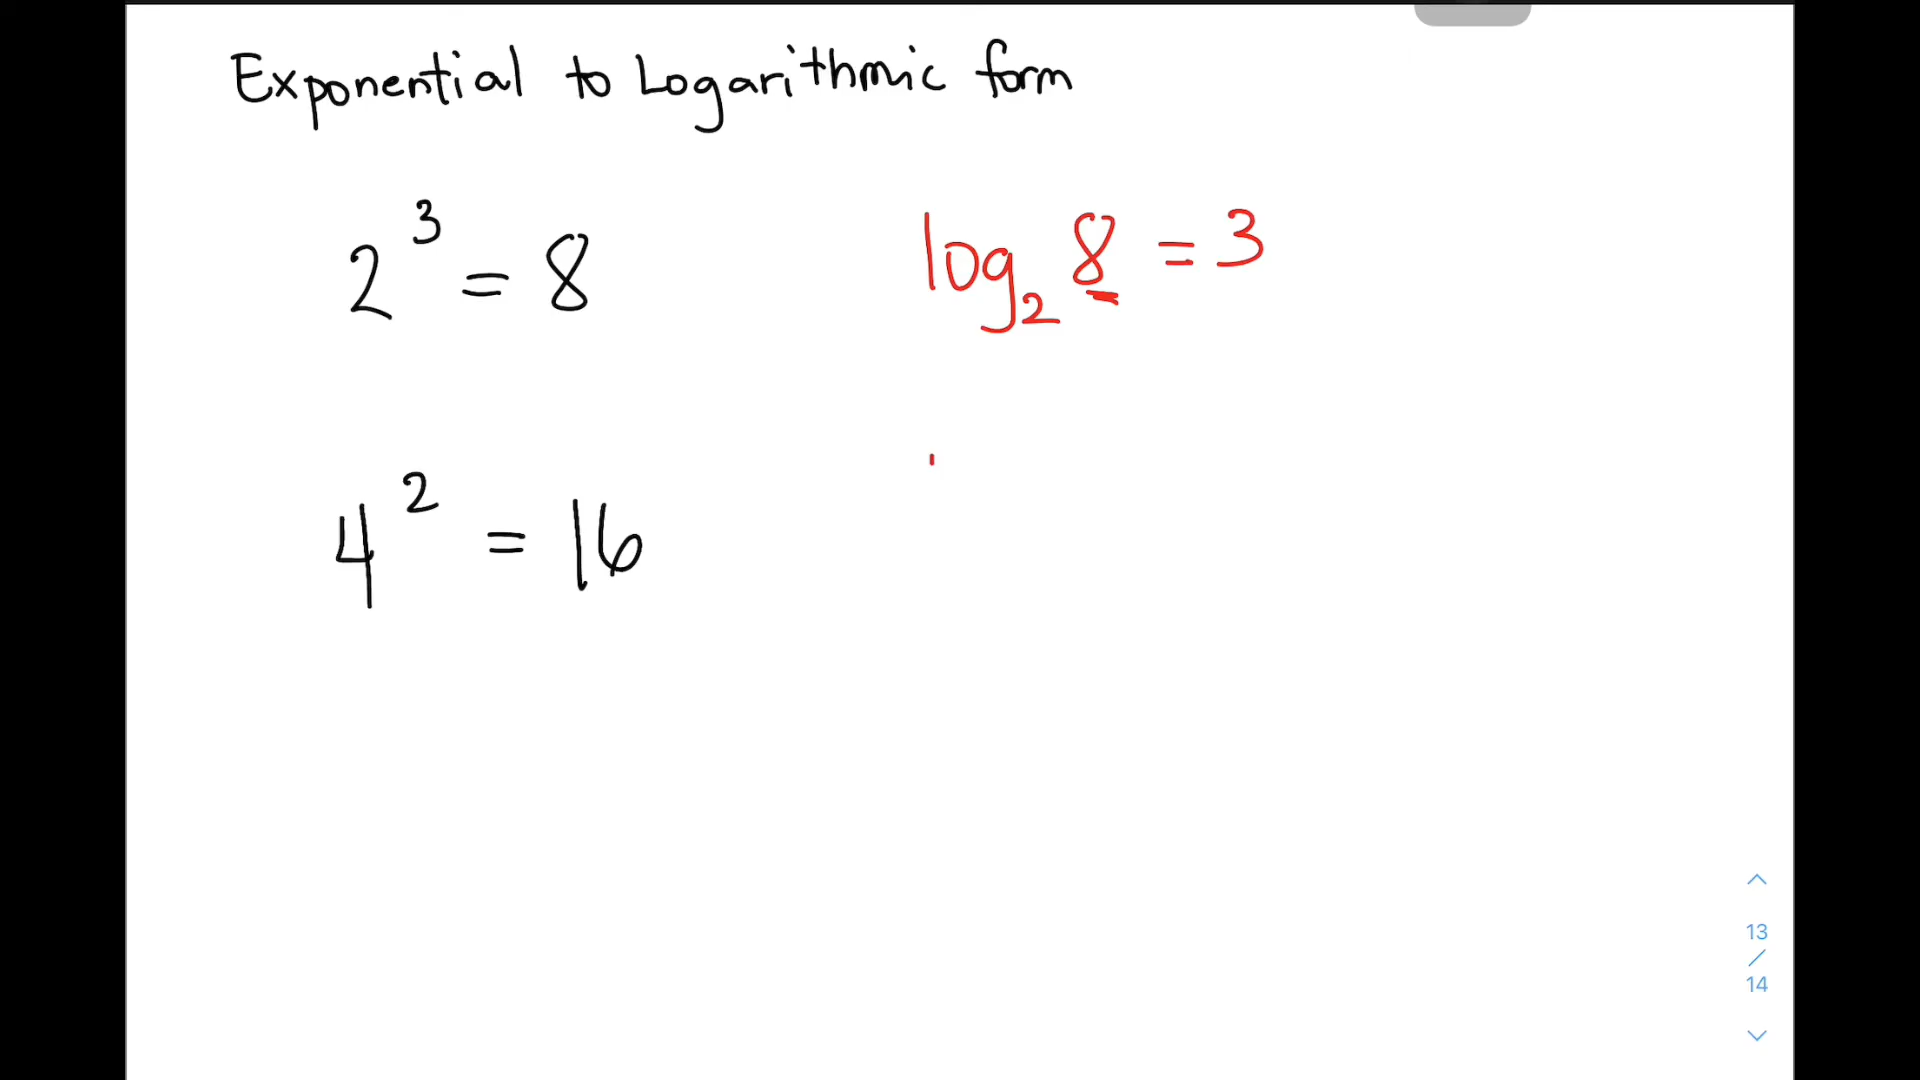 Exponential to Logarithmic form
2³ = 8
log₂ 8 = 3
4² = 16
13
/
14